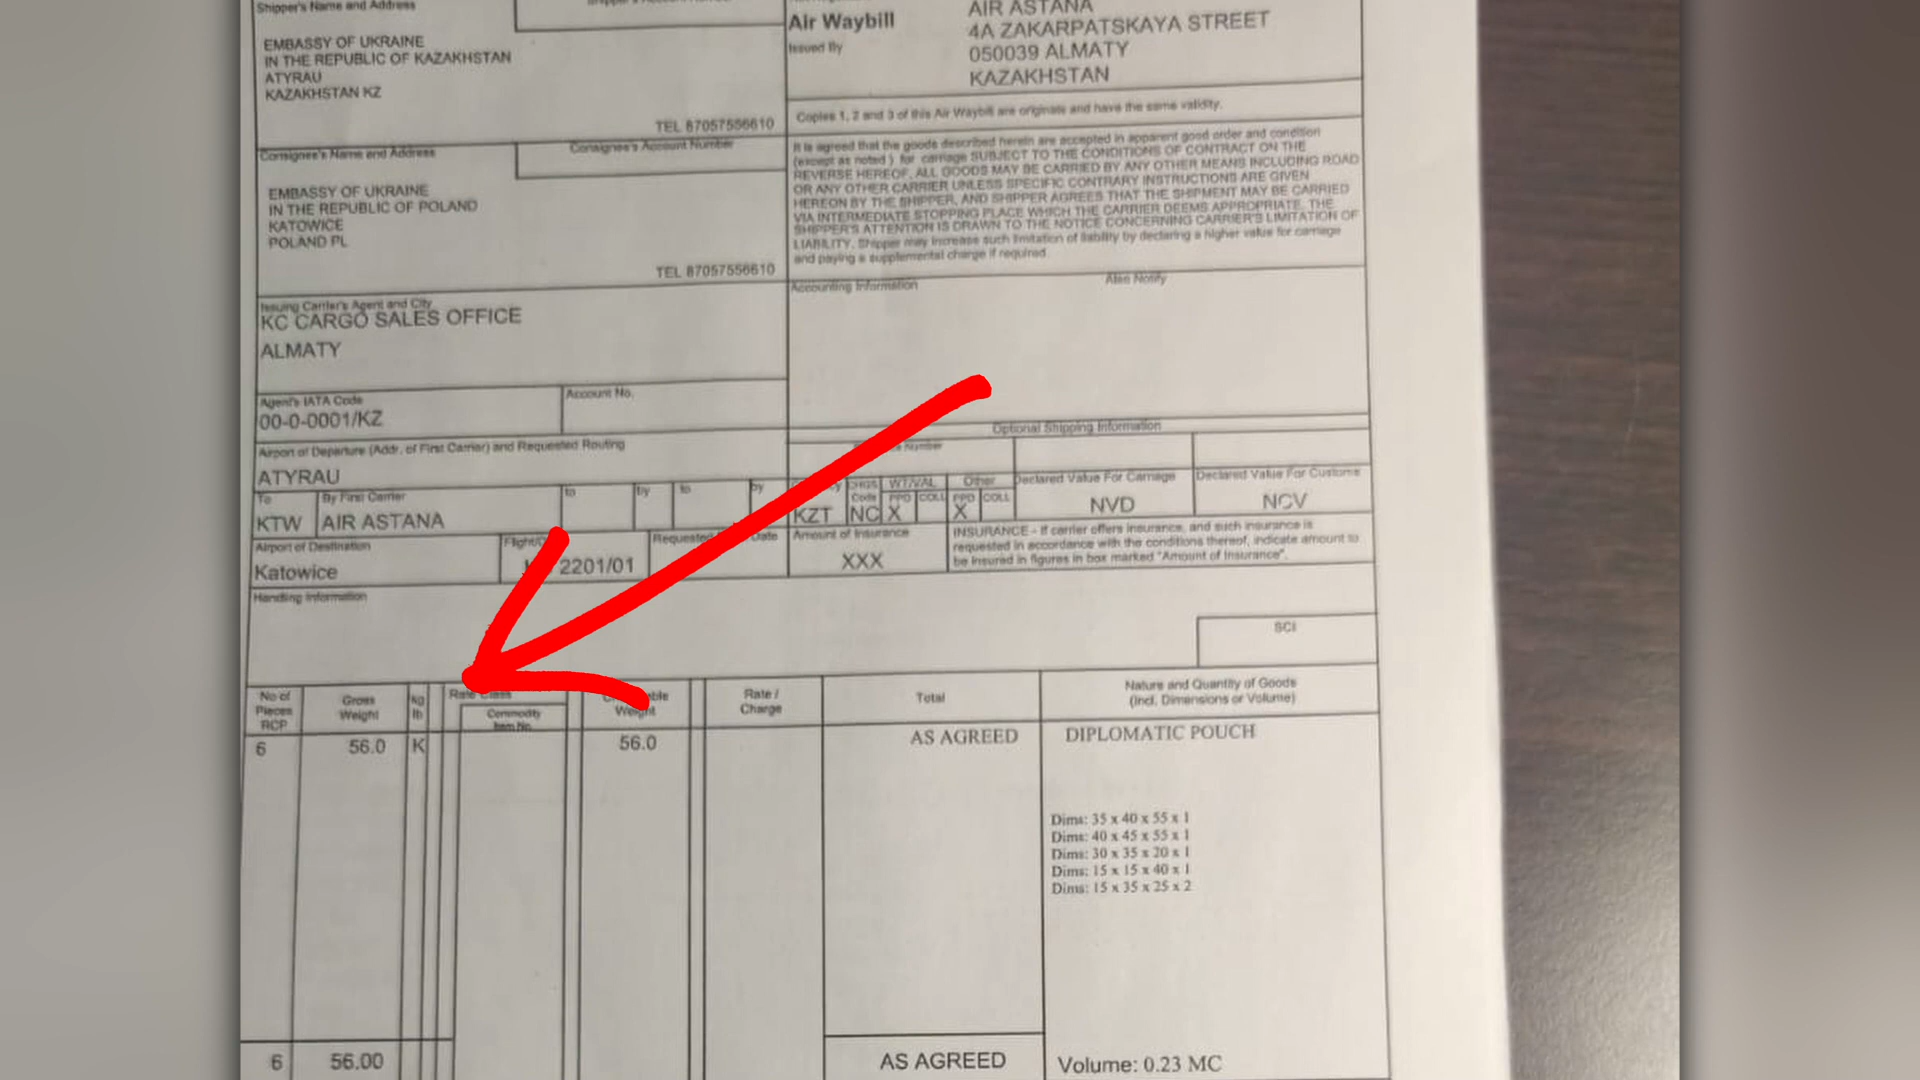 Shipper's Name and Address
EMBASSY OF UKRAINE
IN THE REPUBLIC OF KAZAKHSTAN
ATYRAU
KAZAKHSTAN KZ
TEL 87057556610
Air Waybill
Issued By
AIR ASTANA
4A ZAKARPATSKAYA STREET
050039 ALMATY
KAZAKHSTAN
Copies 1, 2 and 3 of this Air Waybill are originals and have the same validity.
Consignee's Name and Address
Consignee's Account Number
EMBASSY OF UKRAINE
IN THE REPUBLIC OF POLAND
KATOWICE
POLAND PL
TEL 87057556610
It is agreed that the goods described herein are accepted in apparent good order and condition
(except as noted ) for carriage SUBJECT TO THE CONDITIONS OF CONTRACT ON THE
REVERSE HEREOF, ALL GOODS MAY BE CARRIED BY ANY OTHER MEANS INCLUDING ROAD
OR ANY OTHER CARRIER UNLESS SPECIFIC CONTRARY INSTRUCTIONS ARE GIVEN
HEREON BY THE SHIPPER, AND SHIPPER AGREES THAT THE SHIPMENT MAY BE CARRIED
VIA INTERMEDIATE STOPPING PLACE WHICH THE CARRIER DEEMS APPROPRIATE, THE
SHIPPER'S ATTENTION IS DRAWN TO THE NOTICE CONCERNING CARRIER'S LIMITATION OF
LIABILITY. Shipper may increase such limitation of liability by declaring a higher value for carriage
and paying a supplemental charge if required.
Issuing Carrier's Agent and City
KC CARGO SALES OFFICE
ALMATY
Accounting Information
Also Notify
Agent's IATA Code
00-0-0001/KZ
Account No.
Airport of Departure (Addr. of First Carrier) and Requested Routing
ATYRAU
Number
Optional Shipping Information
To
KTW
By First Carrier
AIR ASTANA
to
by
to
by
KZT
CHGS Code
NC
WT/VAL
PPD COLL
X
Other
PPD COLL
X
Declared Value For Carriage
NVD
Declared Value For Customs
NCV
Airport of Destination
Katowice
2201/01
Requested
Date
Amount of Insurance
XXX
INSURANCE - If carrier offers insurance, and such insurance is
requested in accordance with the conditions thereof, indicate amount to
be insured in figures in box marked "Amount of Insurance".
Handling Information
SCI
No of Pieces RCP
Gross Weight
kg lb
Rate Class
Commodity Item No.
Weight
Rate / Charge
Total
Nature and Quantity of Goods
(Incl. Dimensions or Volume)
6
56.0
K
56.0
AS AGREED
DIPLOMATIC POUCH
Dims: 35 x 40 x 55 x 1
Dims: 40 x 45 x 55 x 1
Dims: 30 x 35 x 20 x 1
Dims: 15 x 15 x 40 x 1
Dims: 15 x 35 x 25 x 2
6
56.00
AS AGREED
Volume: 0.23 MC